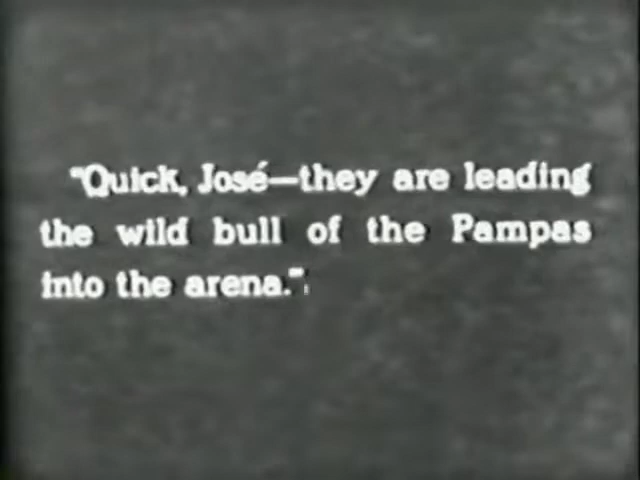 "Quick, José—they are leading
the wild bull of the Pampas
into the arena."